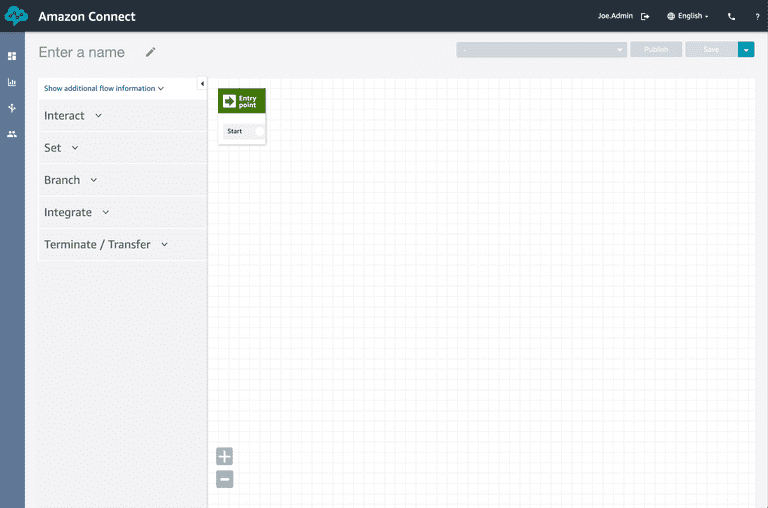 Amazon Connect
Joe.Admin
English
?
Enter a name
-
Publish
Save
Show additional flow information
Interact
Set
Branch
Integrate
Terminate / Transfer
Entry
point
Start